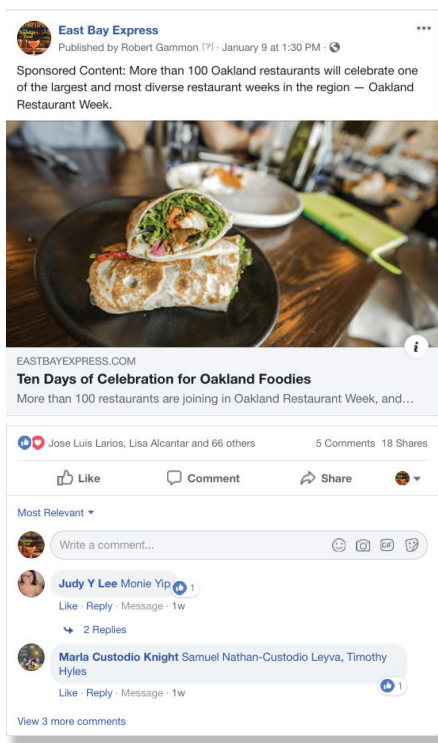 East Bay Express
Published by Robert Gammon [?] · January 9 at 1:30 PM ·
Sponsored Content: More than 100 Oakland restaurants will celebrate one
of the largest and most diverse restaurant weeks in the region — Oakland
Restaurant Week.
i
EASTBAYEXPRESS.COM
Ten Days of Celebration for Oakland Foodies
More than 100 restaurants are joining in Oakland Restaurant Week, and…
Jose Luis Larios, Lisa Alcantar and 66 others 5 Comments 18 Shares
Like Comment Share
Most Relevant
Write a comment... GIF
Judy Y Lee Monie Yip 1
Like · Reply · Message · 1w
2 Replies
Marla Custodio Knight Samuel Nathan-Custodio Leyva, Timothy
Hyles 1
Like · Reply · Message · 1w
View 3 more comments